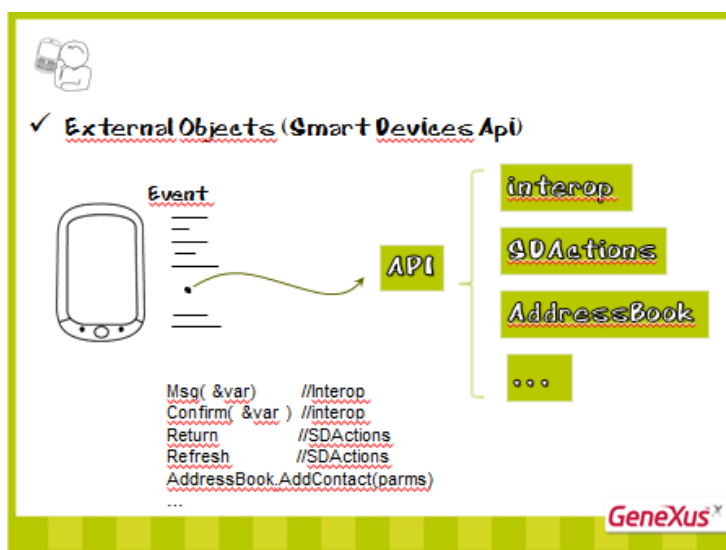 ✓ External Objects (Smart Devices Api)
Event
API
interop
SDActions
AddressBook
...
Msg( &var) //Interop
Confirm( &var ) //interop
Return //SDActions
Refresh //SDActions
AddressBook.AddContact(parms)
...
GeneXus X